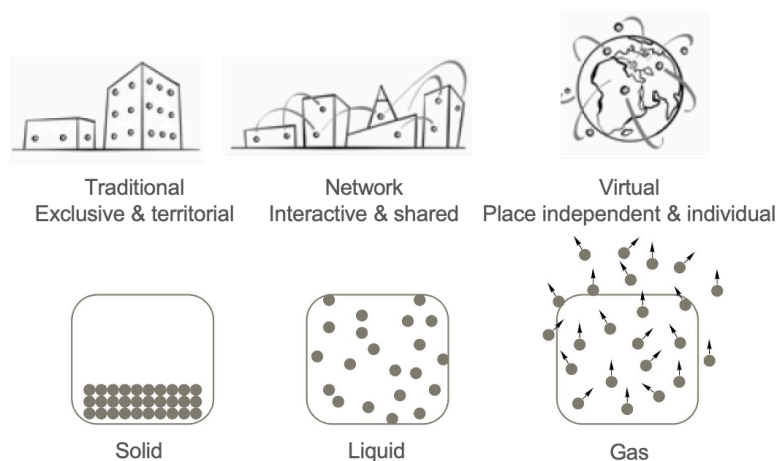 Traditional
Exclusive & territorial
Network
Interactive & shared
Virtual
Place independent & individual
Solid
Liquid
Gas